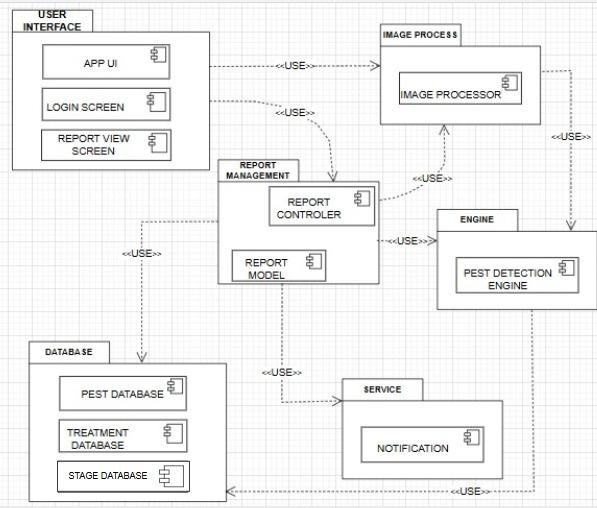 USER
INTERFACE
APP UI
LOGIN SCREEN
REPORT VIEW
SCREEN
<<USE>>
<<USE>>
IMAGE PROCESS
IMAGE PROCESSOR
<<USE>>
<<USE>>
REPORT
MANAGEMENT
REPORT
CONTROLER
REPORT
MODEL
<<USE>>
<<USE>>
ENGINE
PEST DETECTION
ENGINE
DATABASE
PEST DATABASE
TREATMENT
DATABASE
STAGE DATABASE
<<USE>>
SERVICE
NOTIFICATION
<<USE>>